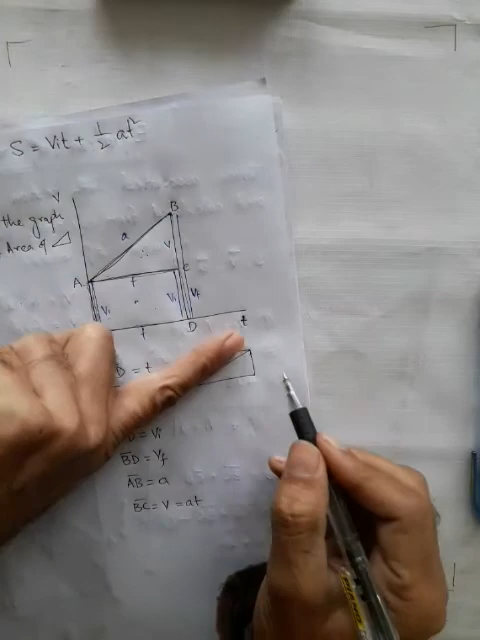 S = Vit + 1/2 at²
V
the graph
Area of
B
a
V
A
t
C
Vi
Vi
Vf
t
D
t
D = t
= Vi
BD = Vf
AB = a
BC = V = at